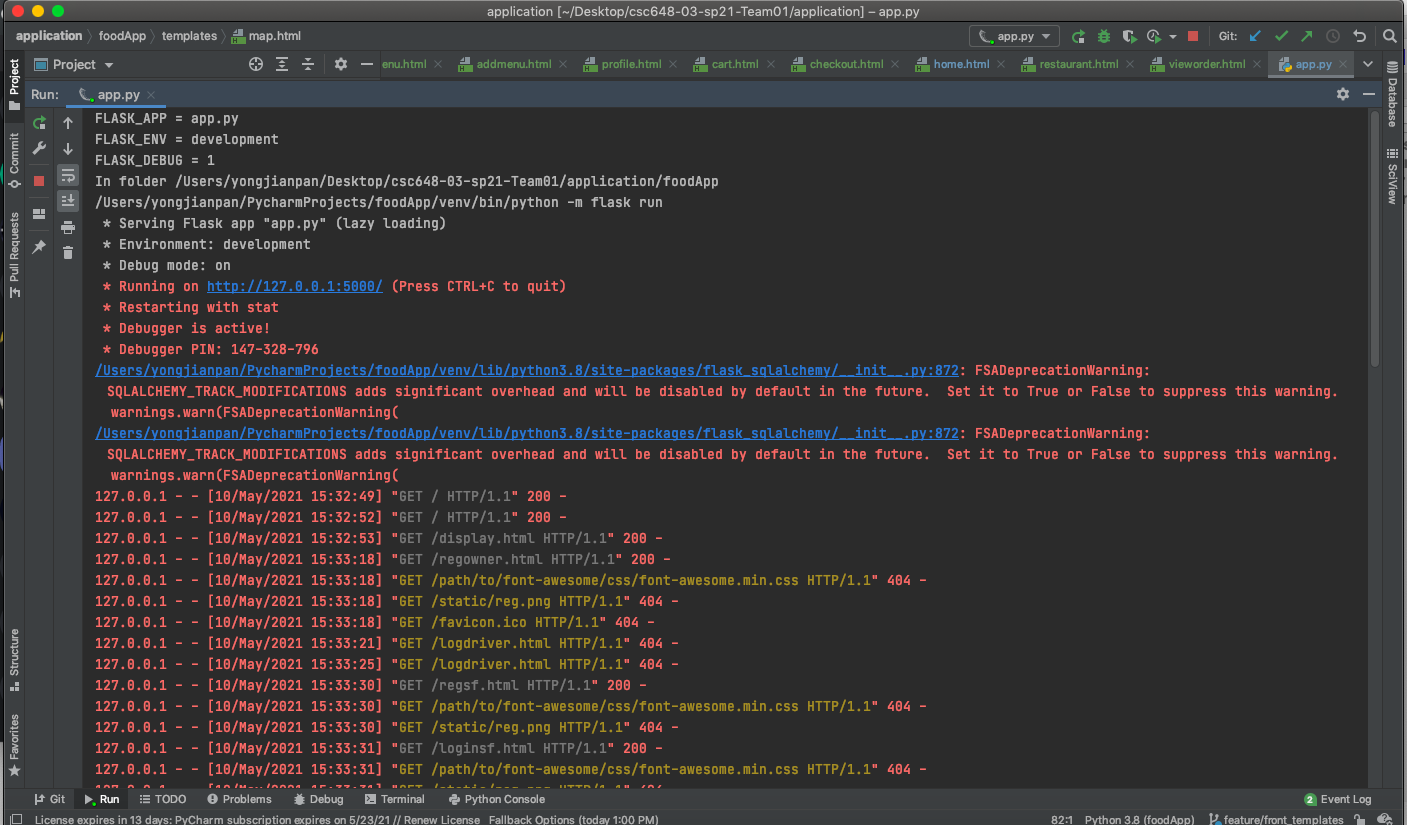 application [~/Desktop/csc648-03-sp21-Team01/application] – app.py
application foodApp templates map.html app.py Git:
Project enu.html addmenu.html profile.html cart.html checkout.html home.html restaurant.html vieworder.html app.py
Run: app.py
Project
Commit
Pull Requests
Structure
Favorites
Database
SciView
FLASK_APP = app.py
FLASK_ENV = development
FLASK_DEBUG = 1
In folder /Users/yongjianpan/Desktop/csc648-03-sp21-Team01/application/foodApp
/Users/yongjianpan/PycharmProjects/foodApp/venv/bin/python -m flask run
* Serving Flask app "app.py" (lazy loading)
* Environment: development
* Debug mode: on
* Running on http://127.0.0.1:5000/ (Press CTRL+C to quit)
* Restarting with stat
* Debugger is active!
* Debugger PIN: 147-328-796
/Users/yongjianpan/PycharmProjects/foodApp/venv/lib/python3.8/site-packages/flask_sqlalchemy/__init__.py:872: FSADeprecationWarning:
SQLALCHEMY_TRACK_MODIFICATIONS adds significant overhead and will be disabled by default in the future.  Set it to True or False to suppress this warning.
warnings.warn(FSADeprecationWarning(
/Users/yongjianpan/PycharmProjects/foodApp/venv/lib/python3.8/site-packages/flask_sqlalchemy/__init__.py:872: FSADeprecationWarning:
SQLALCHEMY_TRACK_MODIFICATIONS adds significant overhead and will be disabled by default in the future.  Set it to True or False to suppress this warning.
warnings.warn(FSADeprecationWarning(
127.0.0.1 - - [10/May/2021 15:32:49] "GET / HTTP/1.1" 200 -
127.0.0.1 - - [10/May/2021 15:32:52] "GET / HTTP/1.1" 200 -
127.0.0.1 - - [10/May/2021 15:32:53] "GET /display.html HTTP/1.1" 200 -
127.0.0.1 - - [10/May/2021 15:33:18] "GET /regowner.html HTTP/1.1" 200 -
127.0.0.1 - - [10/May/2021 15:33:18] "GET /path/to/font-awesome/css/font-awesome.min.css HTTP/1.1" 404 -
127.0.0.1 - - [10/May/2021 15:33:18] "GET /static/reg.png HTTP/1.1" 404 -
127.0.0.1 - - [10/May/2021 15:33:18] "GET /favicon.ico HTTP/1.1" 404 -
127.0.0.1 - - [10/May/2021 15:33:21] "GET /logdriver.html HTTP/1.1" 404 -
127.0.0.1 - - [10/May/2021 15:33:25] "GET /logdriver.html HTTP/1.1" 404 -
127.0.0.1 - - [10/May/2021 15:33:30] "GET /regsf.html HTTP/1.1" 200 -
127.0.0.1 - - [10/May/2021 15:33:30] "GET /path/to/font-awesome/css/font-awesome.min.css HTTP/1.1" 404 -
127.0.0.1 - - [10/May/2021 15:33:30] "GET /static/reg.png HTTP/1.1" 404 -
127.0.0.1 - - [10/May/2021 15:33:31] "GET /loginsf.html HTTP/1.1" 200 -
127.0.0.1 - - [10/May/2021 15:33:31] "GET /path/to/font-awesome/css/font-awesome.min.css HTTP/1.1" 404 -
Git Run TODO Problems Debug Terminal Python Console 2 Event Log
License expires in 13 days: PyCharm subscription expires on 5/23/21 // Renew License Fallback Options (today 1:00 PM) 82:1 Python 3.8 (foodApp) feature/front_templates